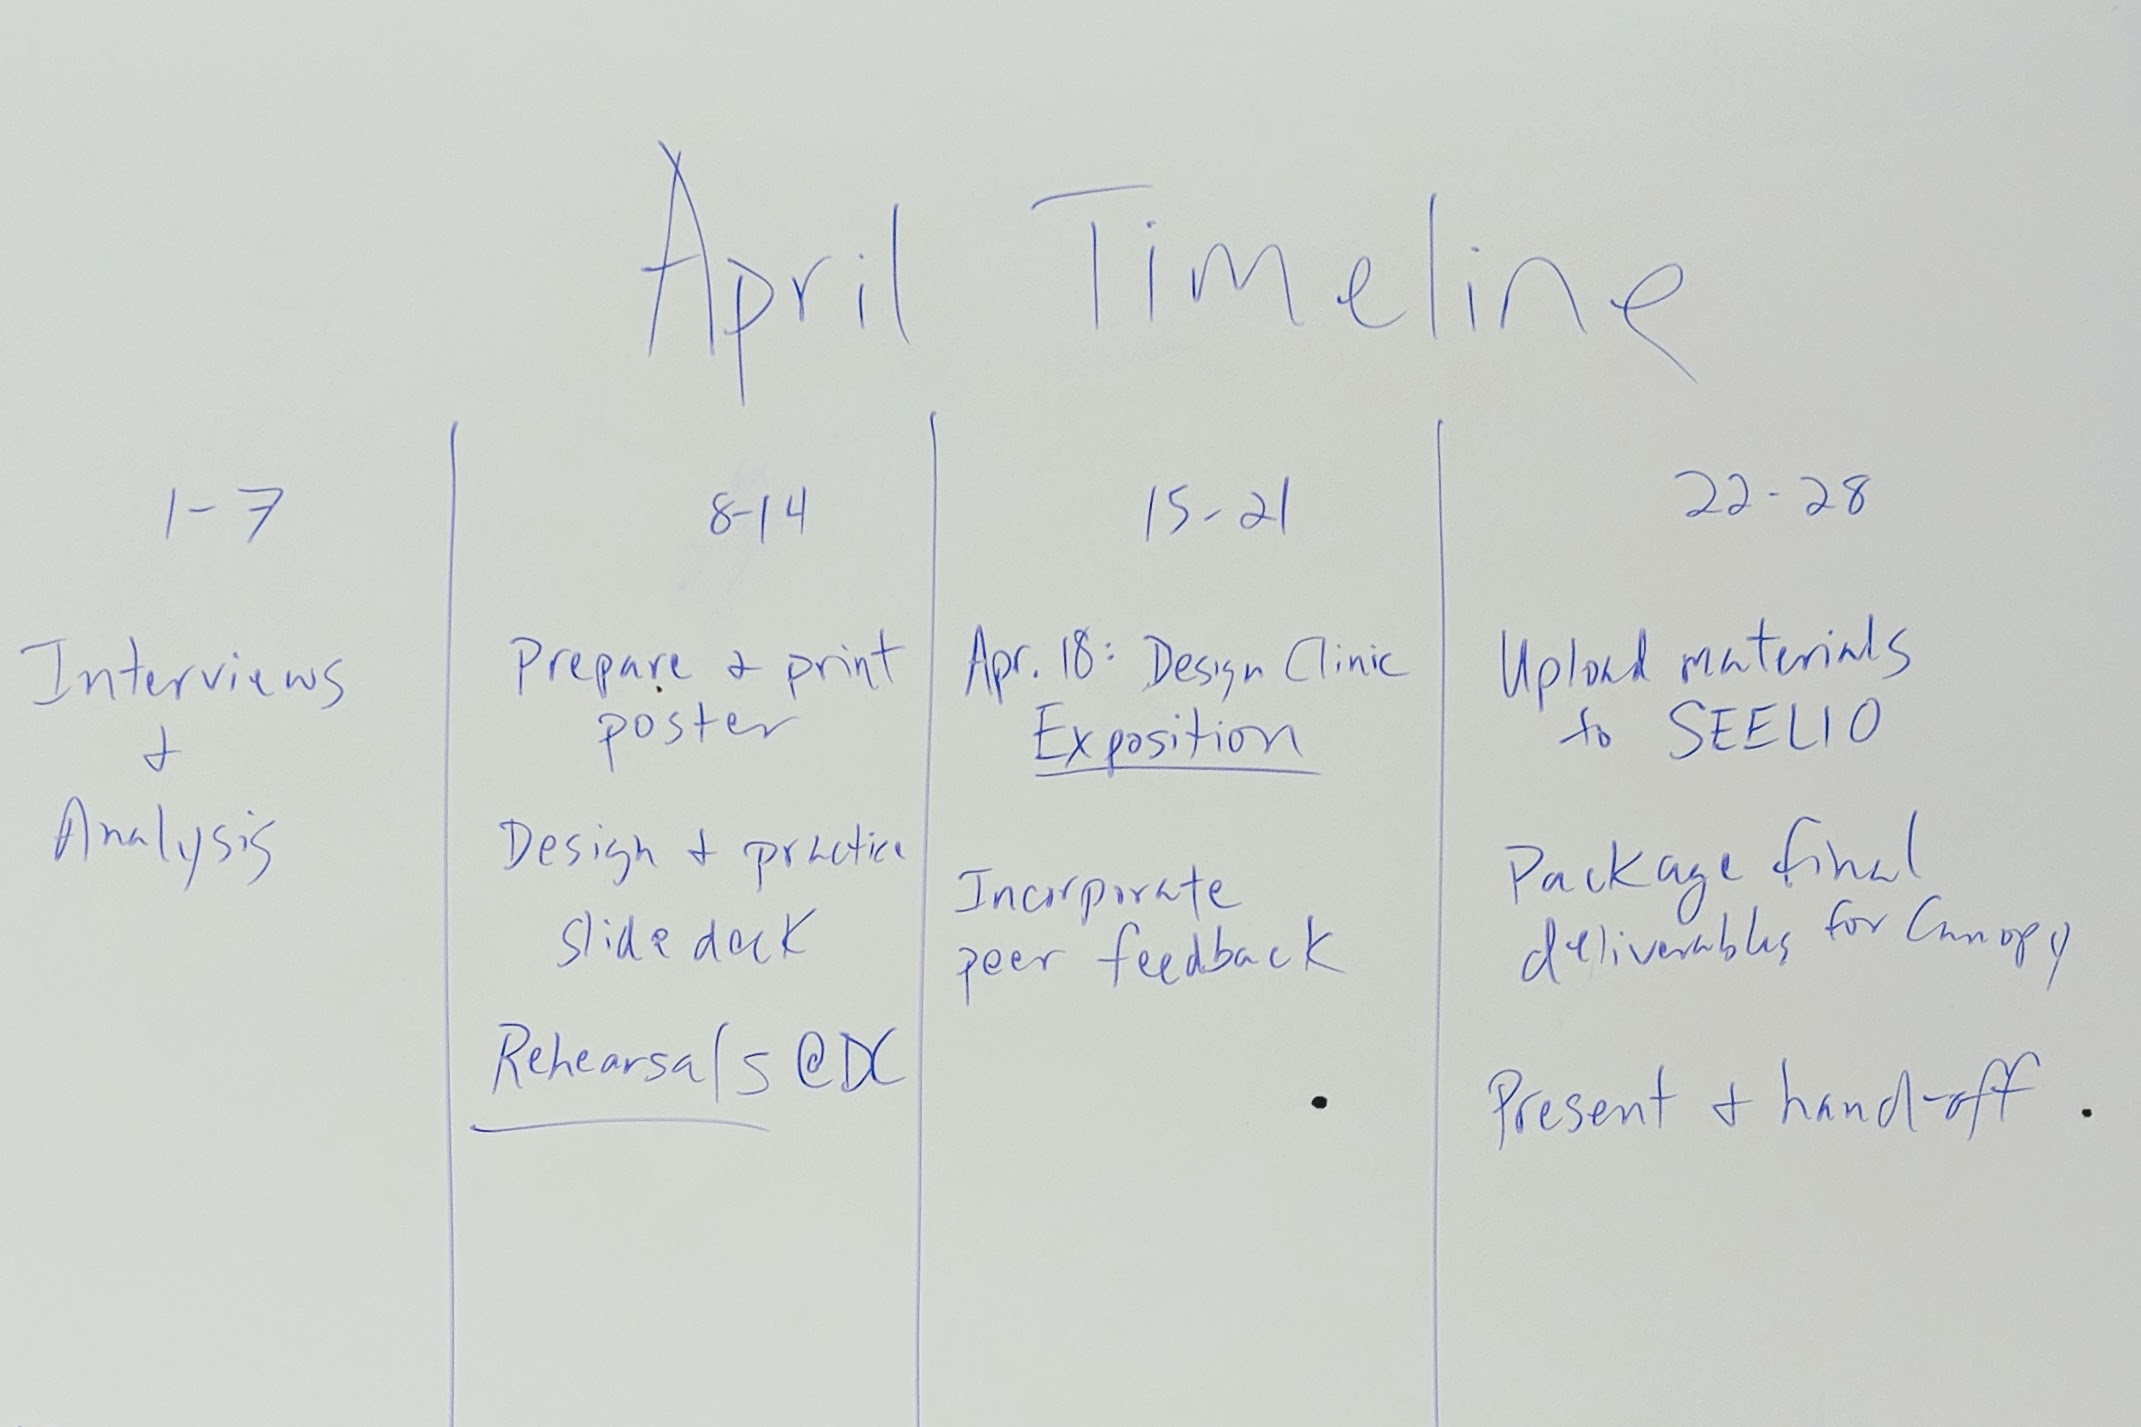 April Timeline
1-7
Interviews
+
Analysis
8-14
Prepare + print
poster
Design + practice
slide deck
Rehearsals @DC
15-21
Apr. 18: Design Clinic
Exposition
Incorporate
peer feedback
22-28
Upload materials
to SEELIO
Package final
deliverables for Canopy
Present + hand-off